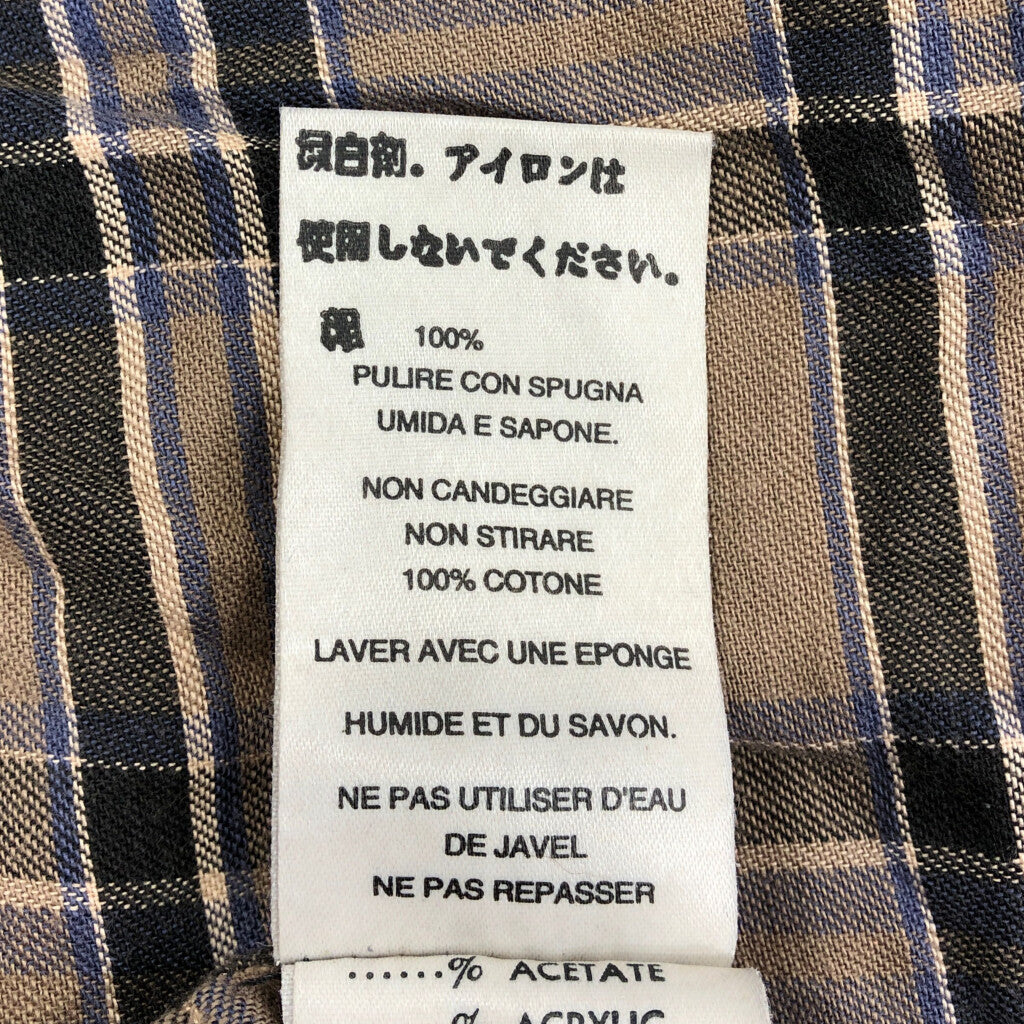 漂白剤。アイロンは
使用しないでください。
綿 100%
PULIRE CON SPUGNA
UMIDA E SAPONE.
NON CANDEGGIARE
NON STIRARE
100% COTONE
LAVER AVEC UNE EPONGE
HUMIDE ET DU SAVON.
NE PAS UTILISER D'EAU
DE JAVEL
NE PAS REPASSER
......% ACETATE
% ACRYLIC